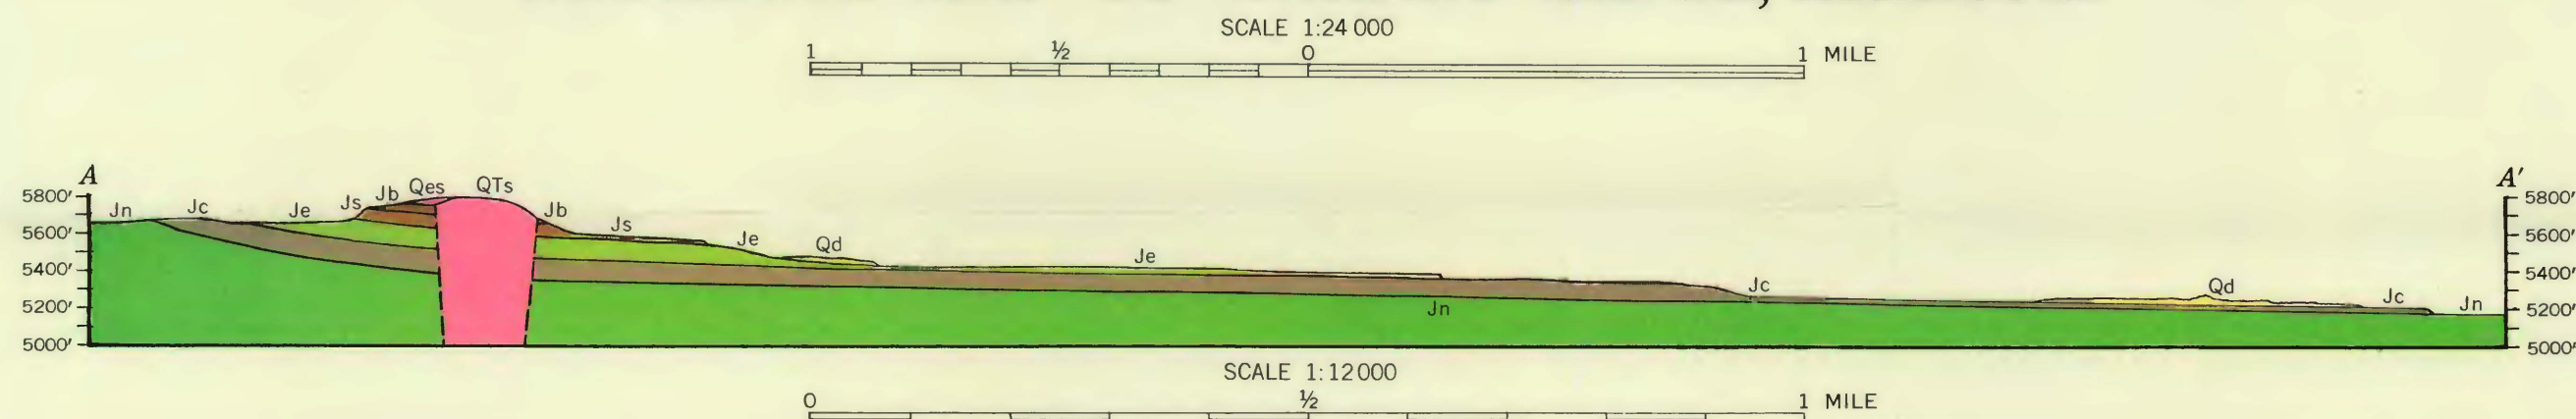 SCALE 1:24 000
1 ½ 0 1 MILE
A A′
5800′ Jn Jc Je Js Jb Qes QTs Jb Js Je Qd Je Jc Qd Jc Jn 5800′
5600′ 5600′
5400′ 5400′
5200′ Jn 5200′
5000′ 5000′
SCALE 1:12 000
0 ½ 1 MILE